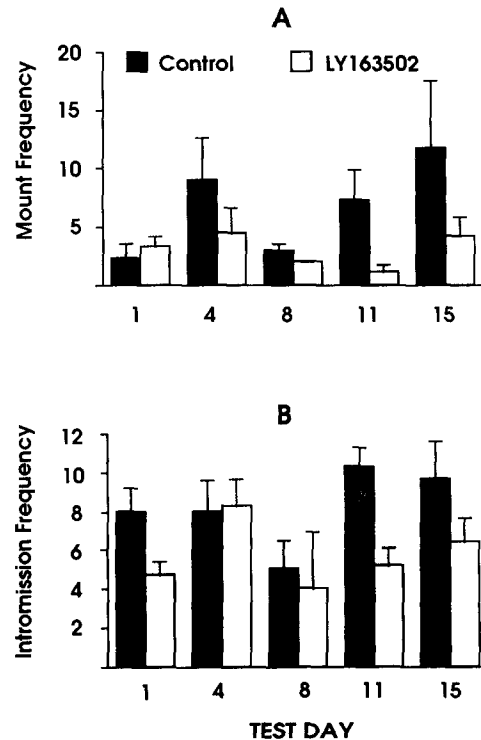 A
Mount Frequency
20
15
10
5
Control
LY163502
1 4 8 11 15
B
Intromission Frequency
12
10
8
6
4
2
1 4 8 11 15
TEST DAY